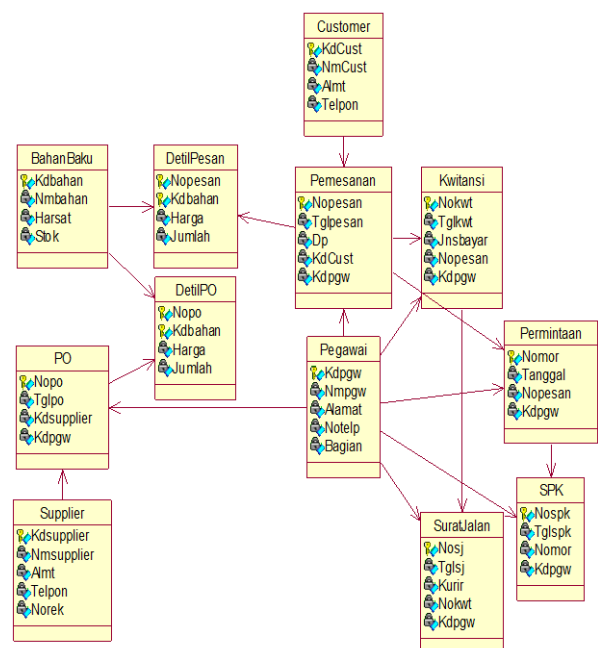 Customer
KdCust
NmCust
Almt
Telpon
BahanBaku
Kdbahan
Nmbahan
Harsat
Stok
DetilPesan
Nopesan
Kdbahan
Harga
Jumlah
Pemesanan
Nopesan
Tglpesan
Dp
KdCust
Kdpgw
Kwitansi
Nokwt
Tglkwt
Jnsbayar
Nopesan
Kdpgw
DetilPO
Nopo
Kdbahan
Harga
Jumlah
Permintaan
Nomor
Tanggal
Nopesan
Kdpgw
PO
Nopo
Tglpo
Kdsupplier
Kdpgw
Pegawai
Kdpgw
Nmpgw
Alamat
Notelp
Bagian
SPK
Nospk
Tglspk
Nomor
Kdpgw
Supplier
Kdsupplier
Nmsupplier
Almt
Telpon
Norek
SuratJalan
Nosj
Tglsj
Kurir
Nokwt
Kdpgw